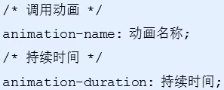 /* 调用动画 */
animation-name: 动画名称;
/* 持续时间 */
animation-duration: 持续时间;